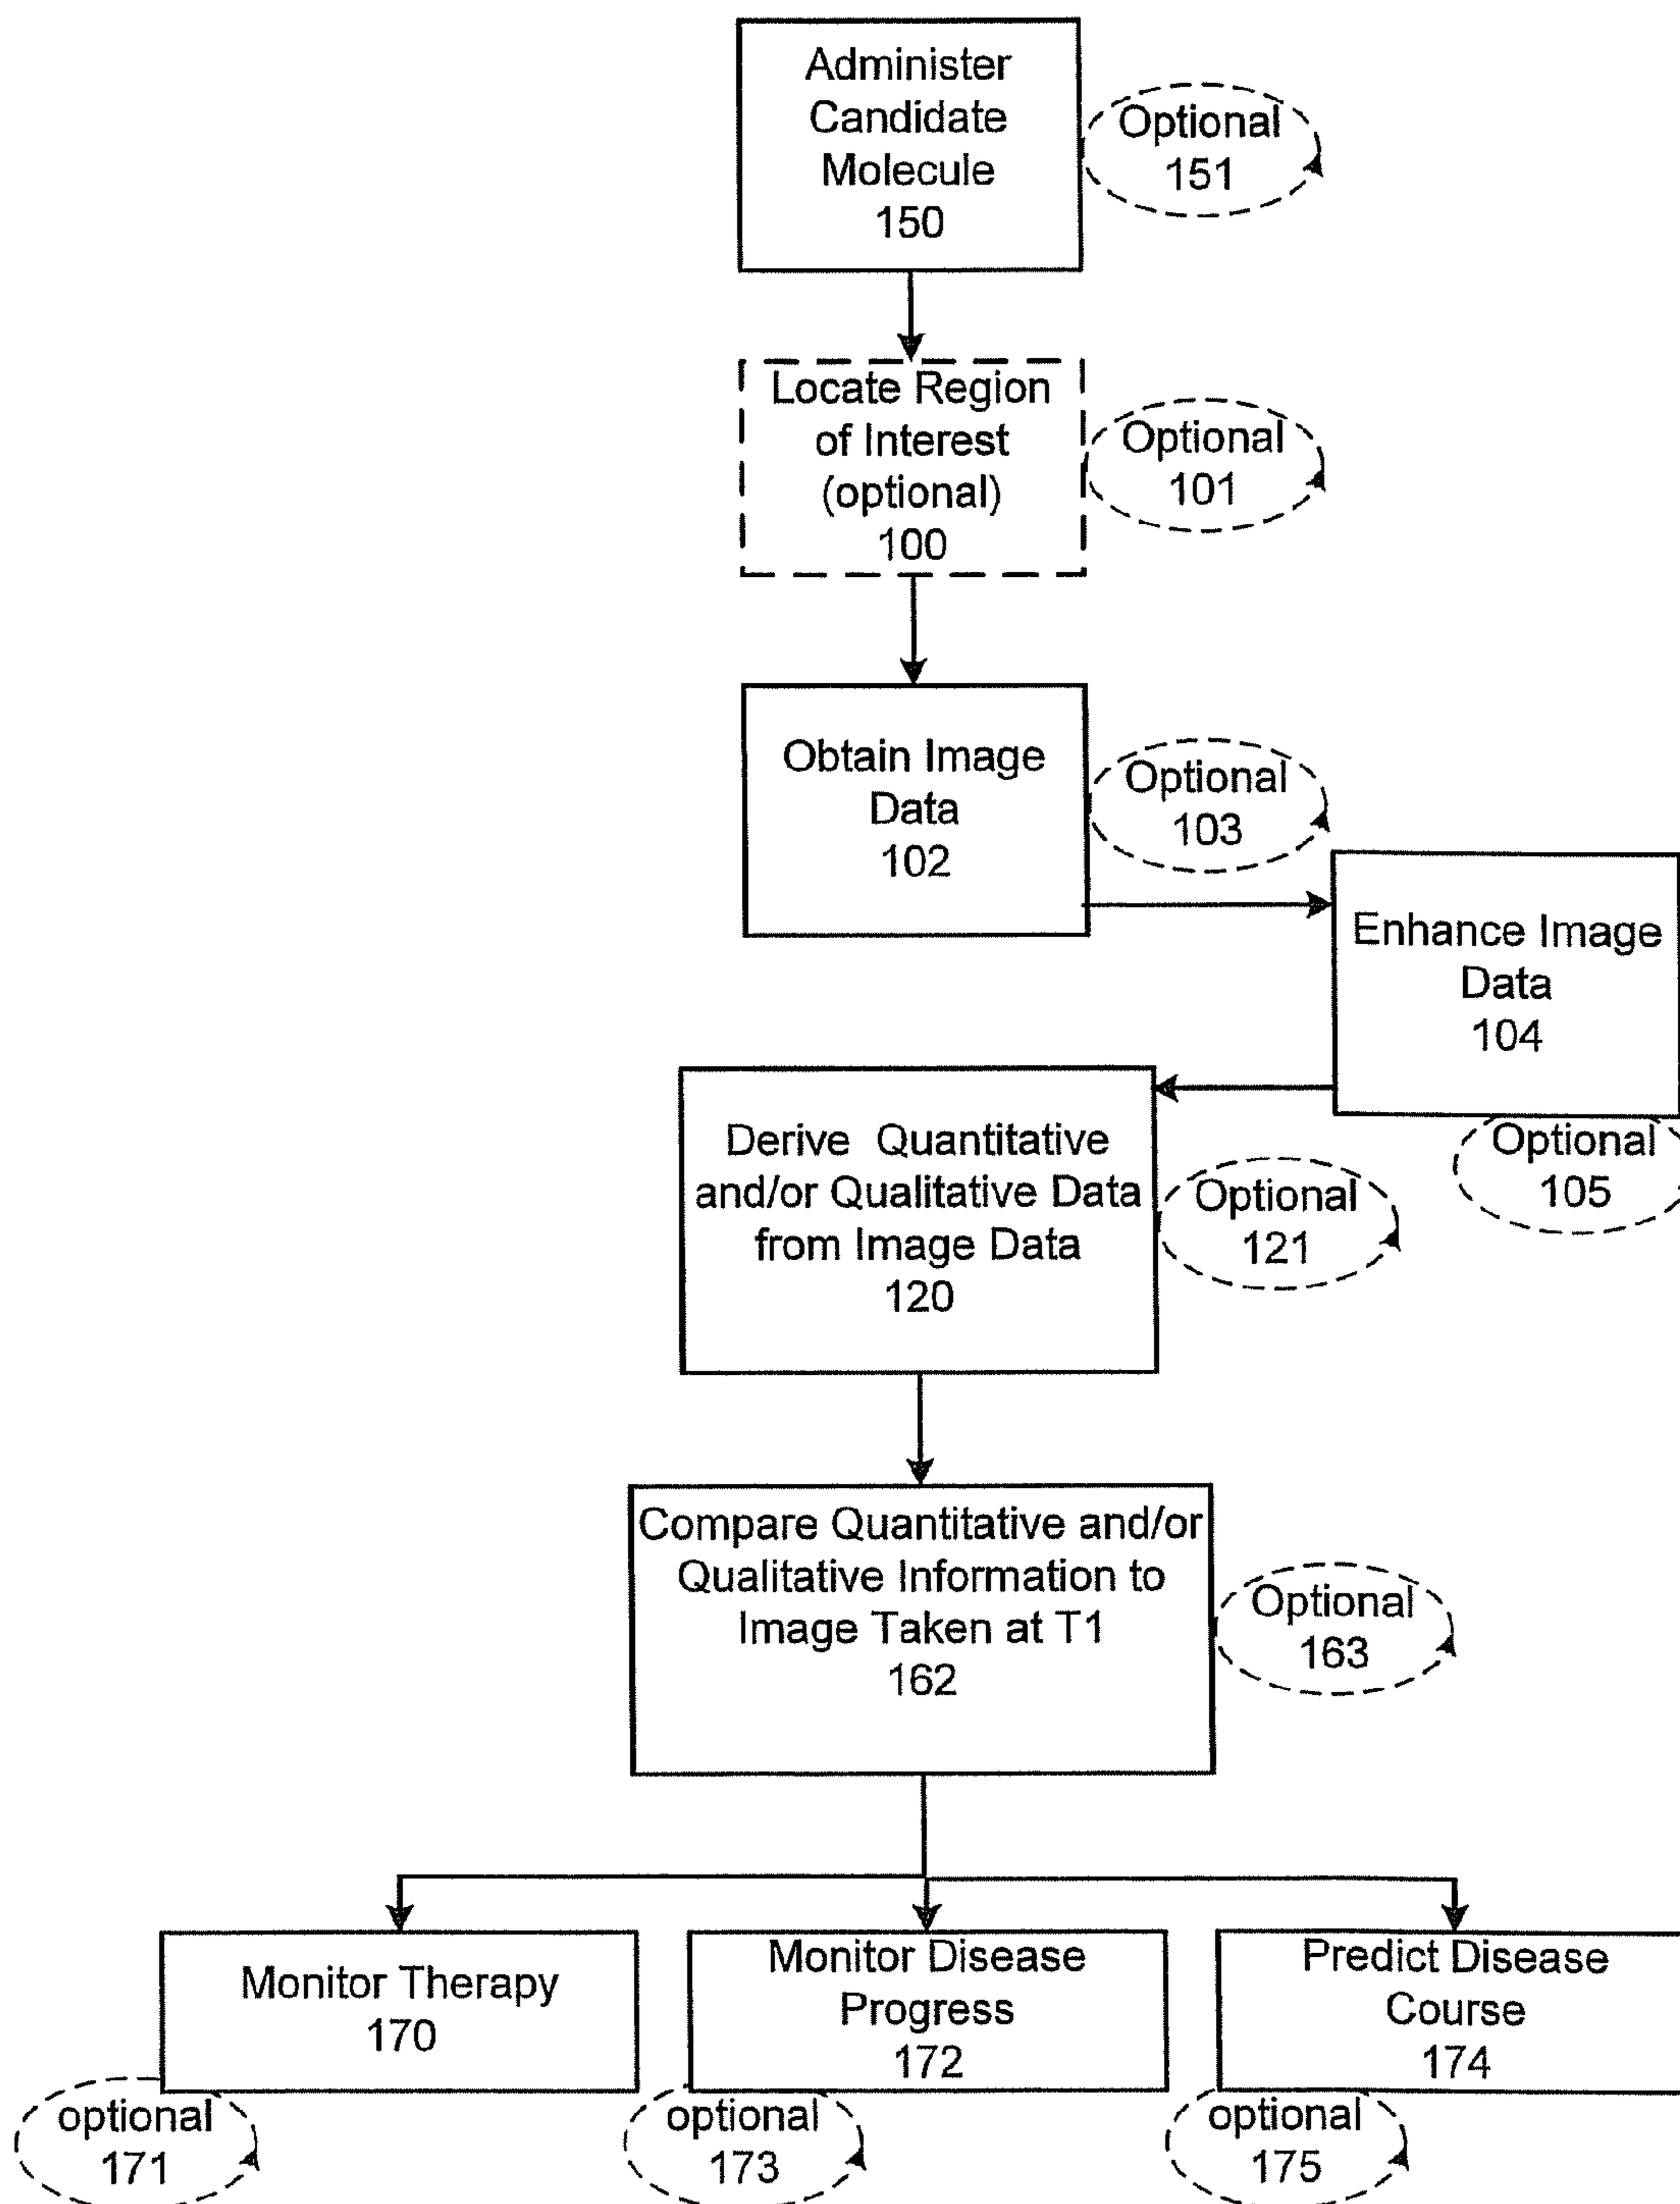 Administer
Candidate
Molecule
150
Optional
151
Locate Region
of Interest
(optional)
100
Optional
101
Obtain Image
Data
102
Optional
103
Enhance Image
Data
104
Optional
105
Derive Quantitative
and/or Qualitative Data
from Image Data
120
Optional
121
Compare Quantitative and/or
Qualitative Information to
Image Taken at T1
162
Optional
163
Monitor Therapy
170
optional
171
Monitor Disease
Progress
172
optional
173
Predict Disease
Course
174
optional
175